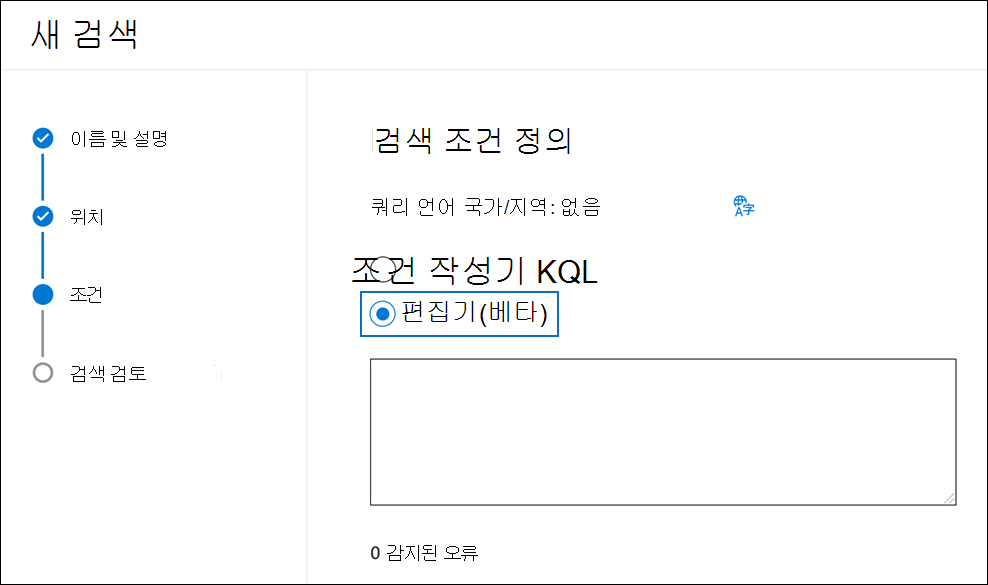 새 검색
이름 및 설명
위치
조건
검색 검토
검색 조건 정의
쿼리 언어 국가/지역: 없음
조건 작성기 KQL
편집기(베타)
0 감지된 오류